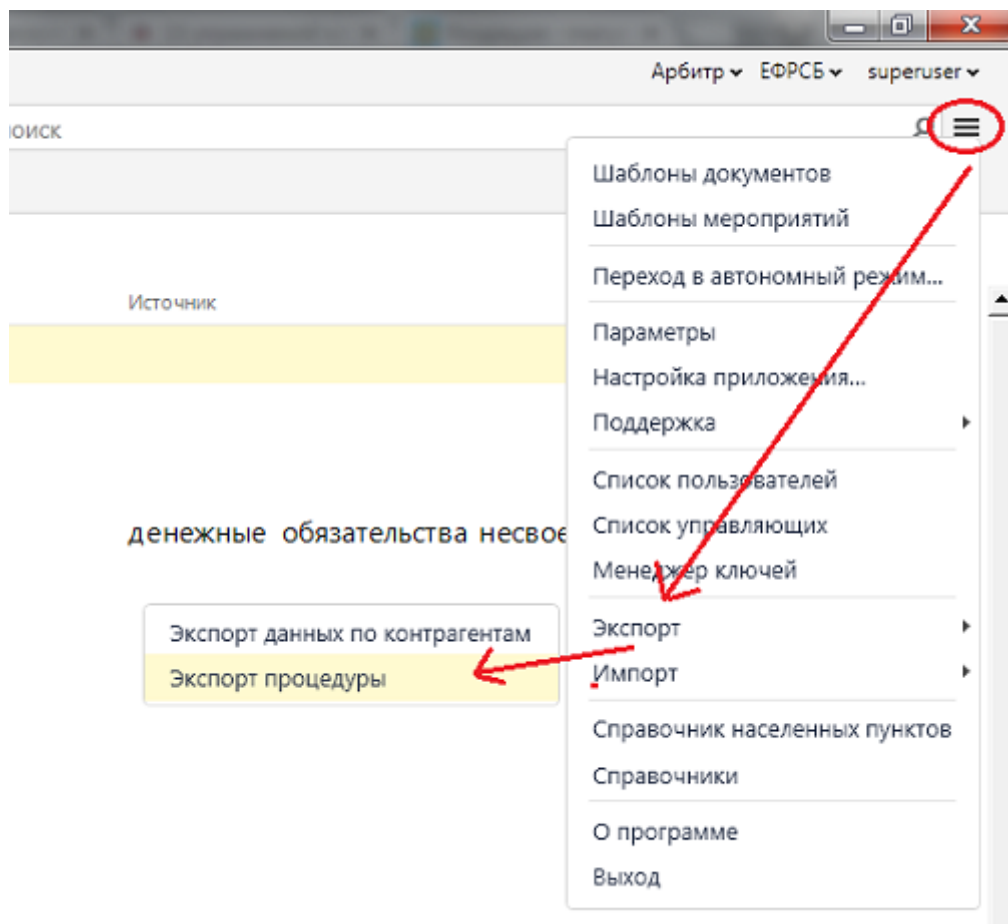 Арбитр ЕФРСБ superuser
оиск
Шаблоны документов
Шаблоны мероприятий
Переход в автономный режим...
Источник
Параметры
Настройка приложения...
Поддержка
Список пользователей
денежные обязательства несвое
Список управляющих
Менеджер ключей
Экспорт
Экспорт данных по контрагентам
Экспорт процедуры
Импорт
Справочник населенных пунктов
Справочники
О программе
Выход